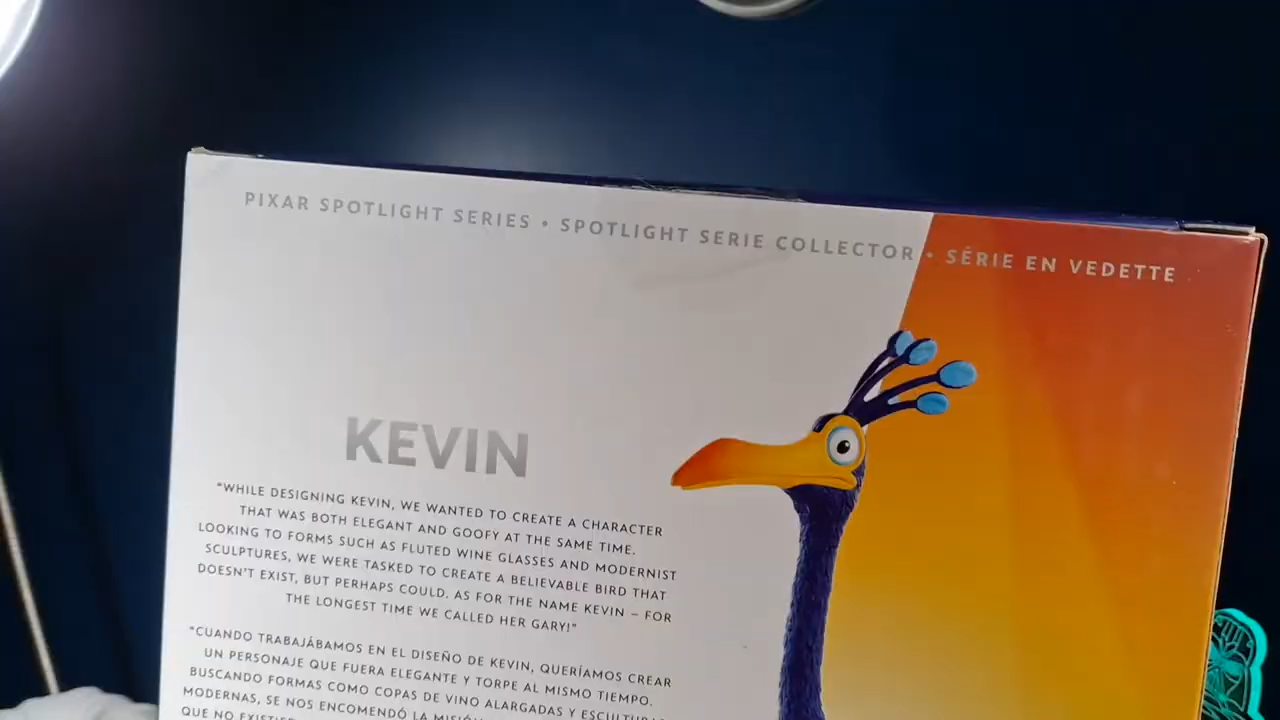 PIXAR SPOTLIGHT SERIES • SPOTLIGHT SERIE COLLECTOR • SÉRIE EN VEDETTE
KEVIN
"WHILE DESIGNING KEVIN, WE WANTED TO CREATE A CHARACTER
THAT WAS BOTH ELEGANT AND GOOFY AT THE SAME TIME.
LOOKING TO FORMS SUCH AS FLUTED WINE GLASSES AND MODERNIST
SCULPTURES, WE WERE TASKED TO CREATE A BELIEVABLE BIRD THAT
DOESN'T EXIST, BUT PERHAPS COULD. AS FOR THE NAME KEVIN – FOR
THE LONGEST TIME WE CALLED HER GARY!"
"CUANDO TRABAJÁBAMOS EN EL DISEÑO DE KEVIN, QUERÍAMOS CREAR
UN PERSONAJE QUE FUERA ELEGANTE Y TORPE AL MISMO TIEMPO.
BUSCANDO FORMAS COMO COPAS DE VINO ALARGADAS Y ESCULTURAS
MODERNAS, SE NOS ENCOMENDÓ LA
QUE NO